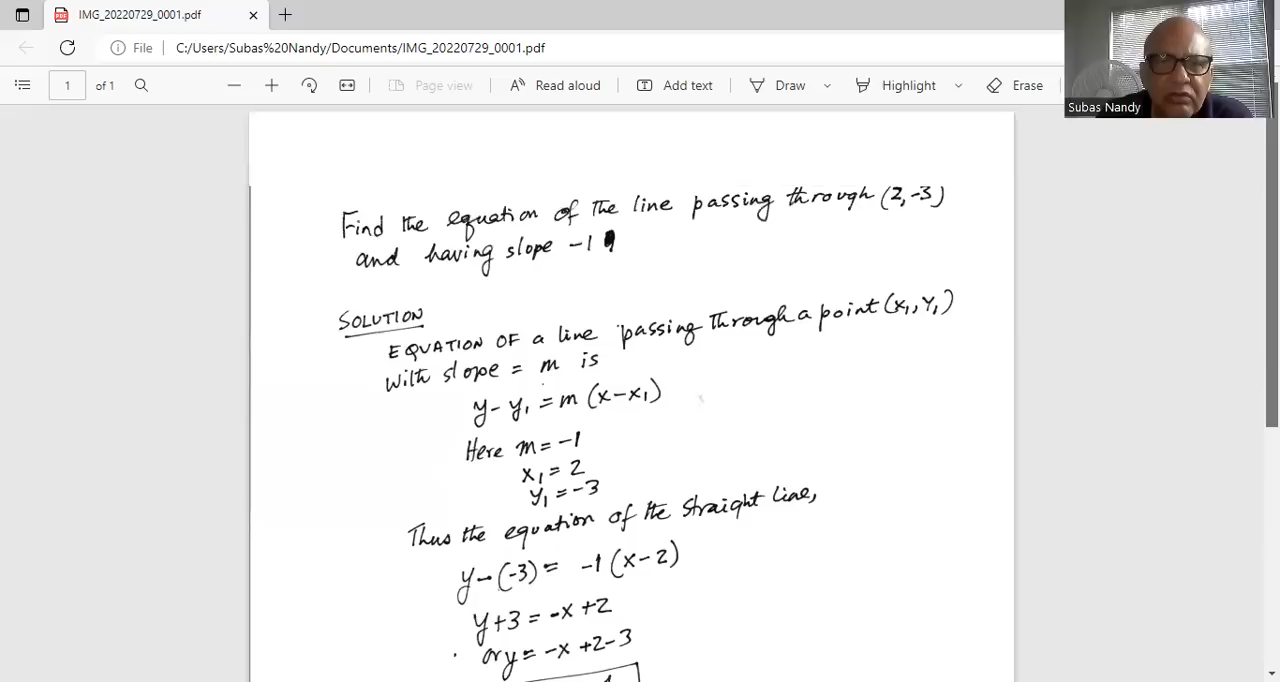 IMG_20220729_0001.pdf
File C:/Users/Subas%20Nandy/Documents/IMG_20220729_0001.pdf
1 of 1 Page view Read aloud Add text Draw Highlight Erase
Subas Nandy
Find the equation of the line passing through (2,-3)
and having slope -1
SOLUTION
EQUATION OF a line passing through a point (x₁, Y₁)
with slope = m is
y - y₁ = m (x-x₁)
Here m = -1
x₁ = 2
y₁ = -3
Thus the equation of the straight line,
y-(-3) = -1 (x-2)
y+3 = -x +2
or y = -x +2-3